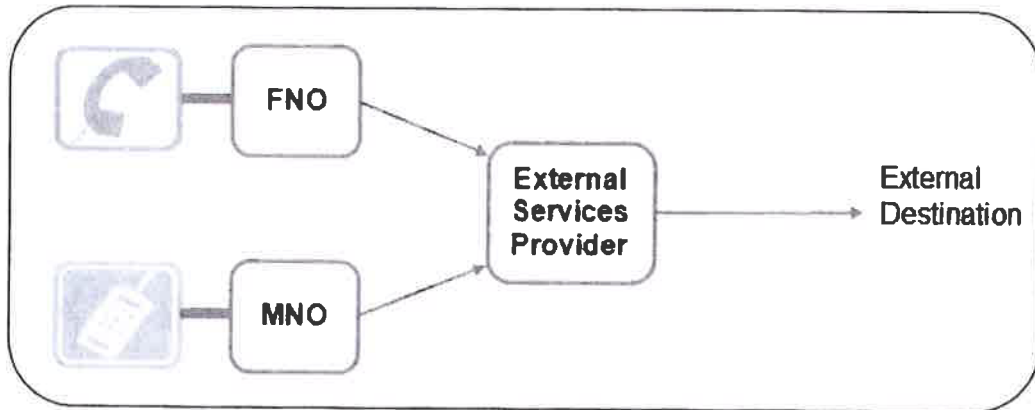 FNO
External
Services
Provider
External
Destination
MNO